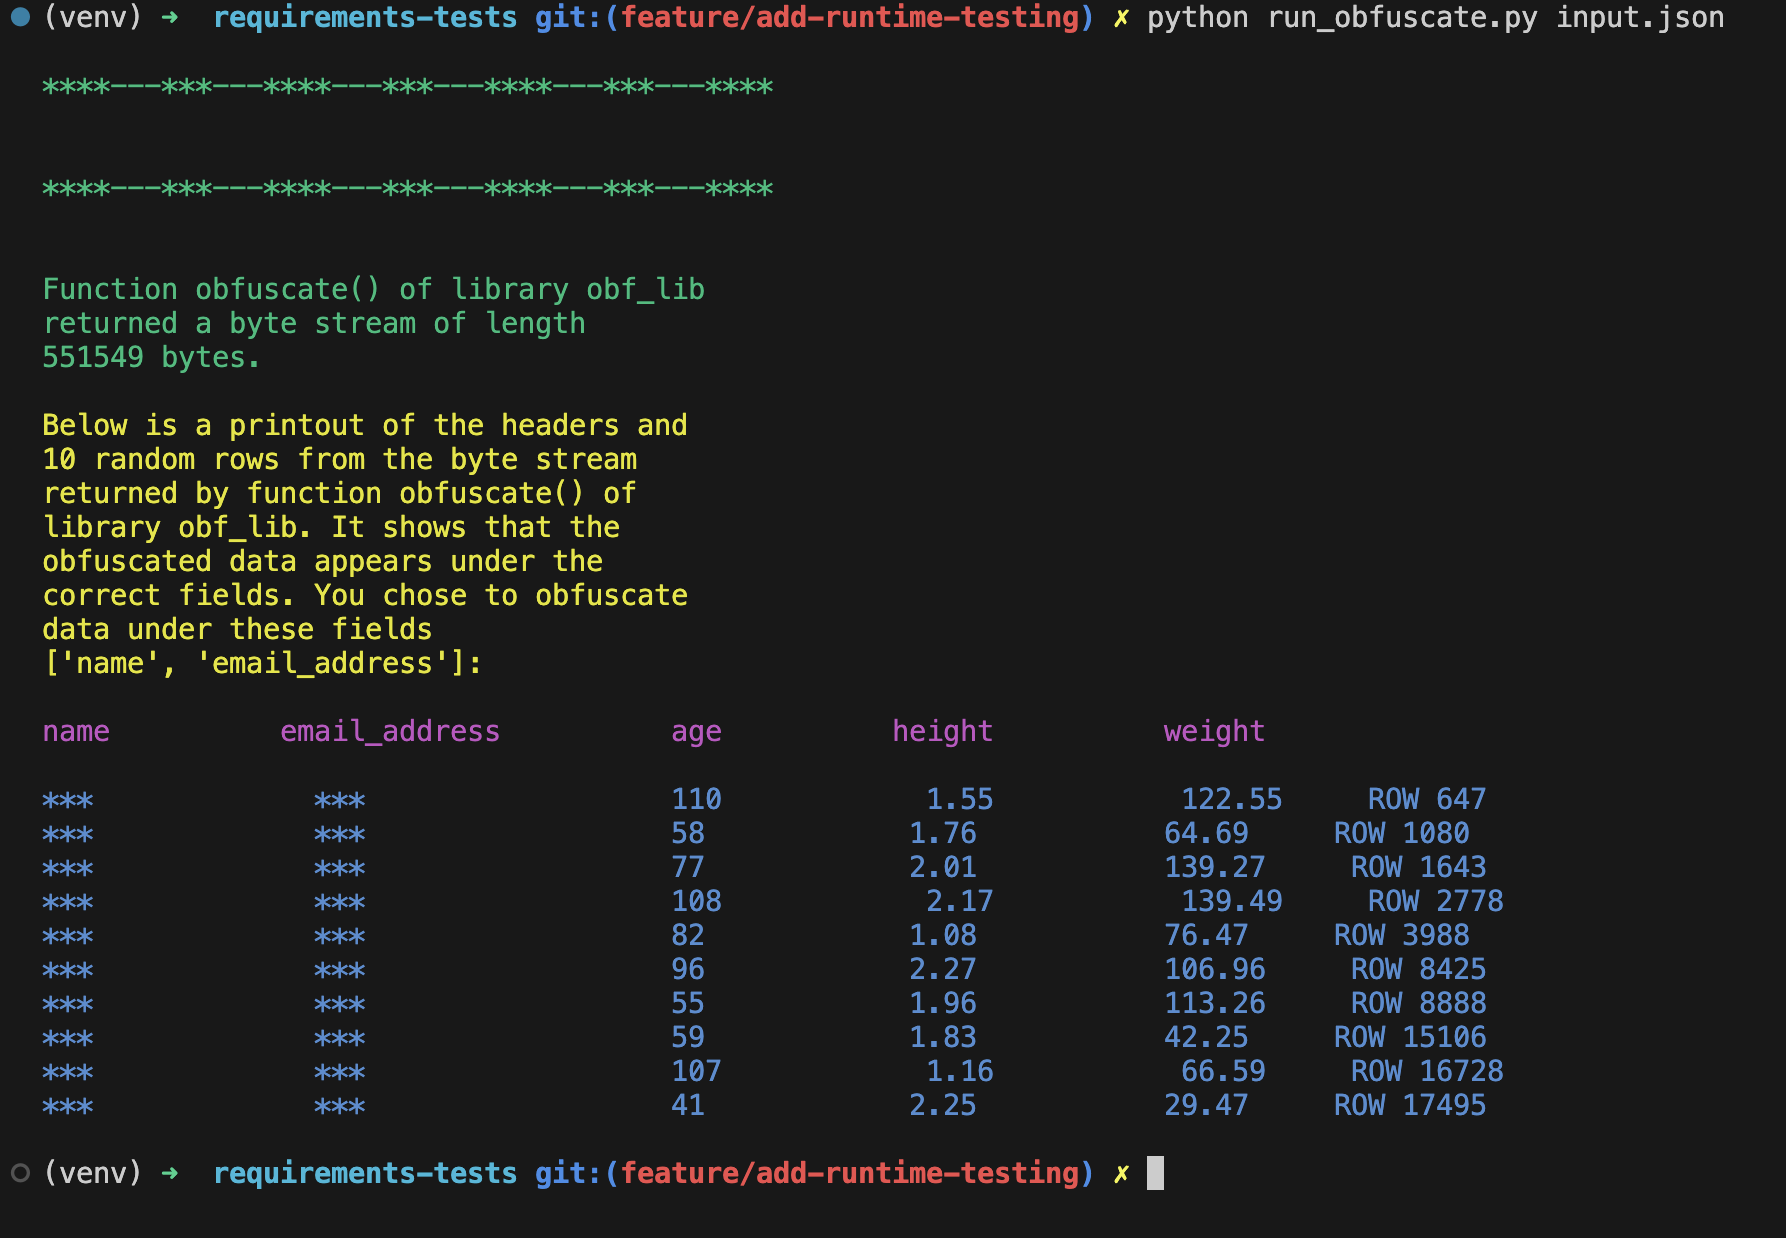 (venv) ➜  requirements-tests git:(feature/add-runtime-testing) ✗ python run_obfuscate.py input.json
****---***---****---***---****---***---****
****---***---****---***---****---***---****
Function obfuscate() of library obf_lib
returned a byte stream of length
551549 bytes.
Below is a printout of the headers and
10 random rows from the byte stream
returned by function obfuscate() of
library obf_lib. It shows that the
obfuscated data appears under the
correct fields. You chose to obfuscate
data under these fields
['name', 'email_address']:
name          email_address          age          height          weight
***             ***                  110            1.55           122.55     ROW 647
***             ***                  58            1.76           64.69     ROW 1080
***             ***                  77            2.01           139.27     ROW 1643
***             ***                  108            2.17           139.49     ROW 2778
***             ***                  82            1.08           76.47     ROW 3988
***             ***                  96            2.27           106.96     ROW 8425
***             ***                  55            1.96           113.26     ROW 8888
***             ***                  59            1.83           42.25     ROW 15106
***             ***                  107            1.16           66.59     ROW 16728
***             ***                  41            2.25           29.47     ROW 17495
(venv) ➜  requirements-tests git:(feature/add-runtime-testing) ✗